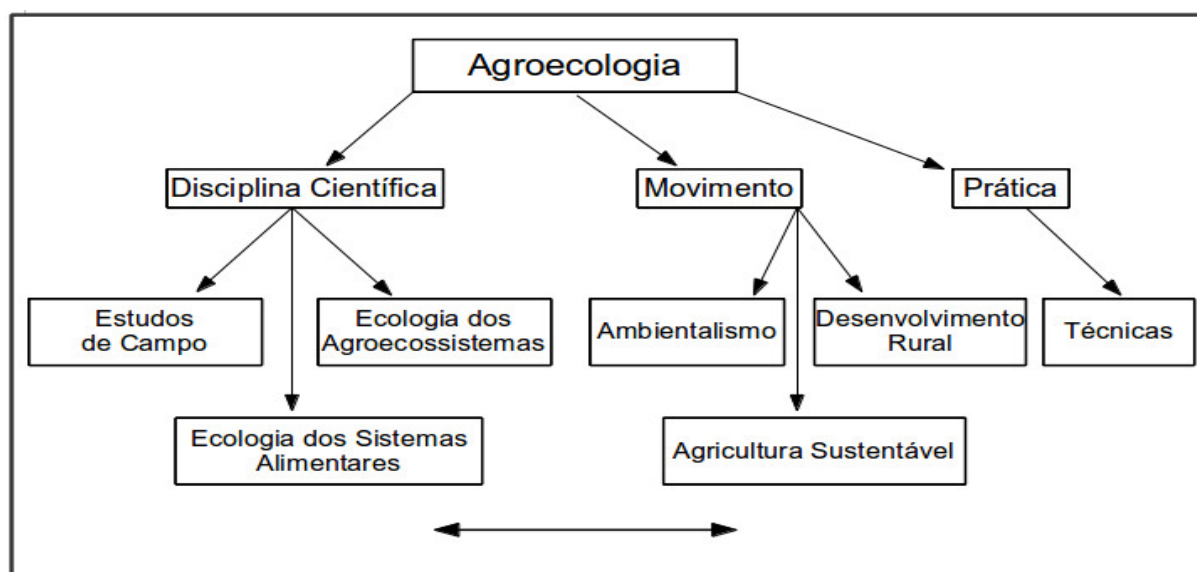 Agroecologia
Disciplina Científica
Movimento
Prática
Estudos
de Campo
Ecologia dos
Agroecossistemas
Ambientalismo
Desenvolvimento
Rural
Técnicas
Ecologia dos Sistemas
Alimentares
Agricultura Sustentável